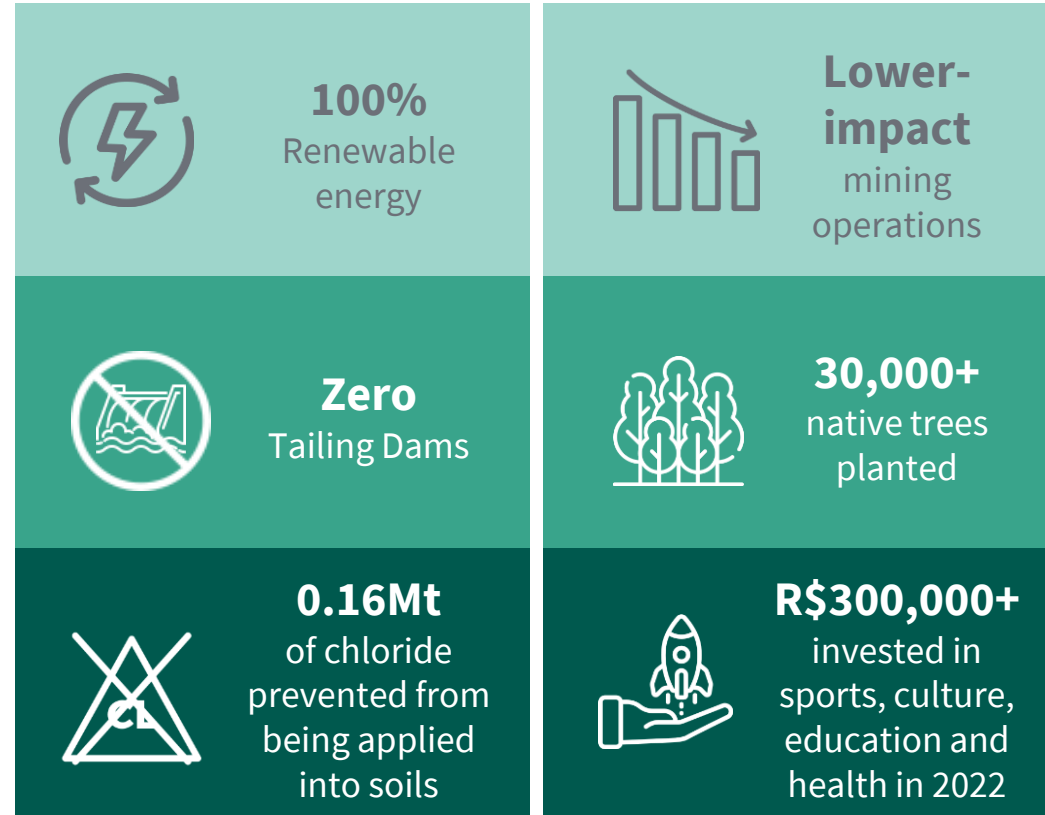 100%
Renewable
energy
Lower-
impact
mining
operations
Zero
Tailing Dams
30,000+
native trees
planted
CL
0.16Mt
of chloride
prevented from
being applied
into soils
R$300,000+
invested in
sports, culture,
education and
health in 2022